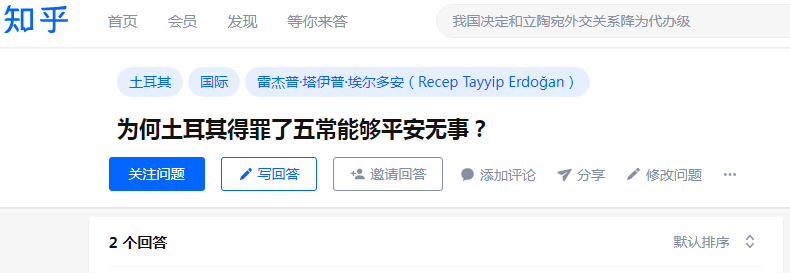 知乎 首页 会员 发现 等你来答 我国决定和立陶宛外交关系降为代办级
土耳其 国际 雷杰普·塔伊普·埃尔多安（Recep Tayyip Erdoğan）
为何土耳其得罪了五常能够平安无事？
关注问题 写回答 邀请回答 添加评论 分享 修改问题 ···
2 个回答 默认排序